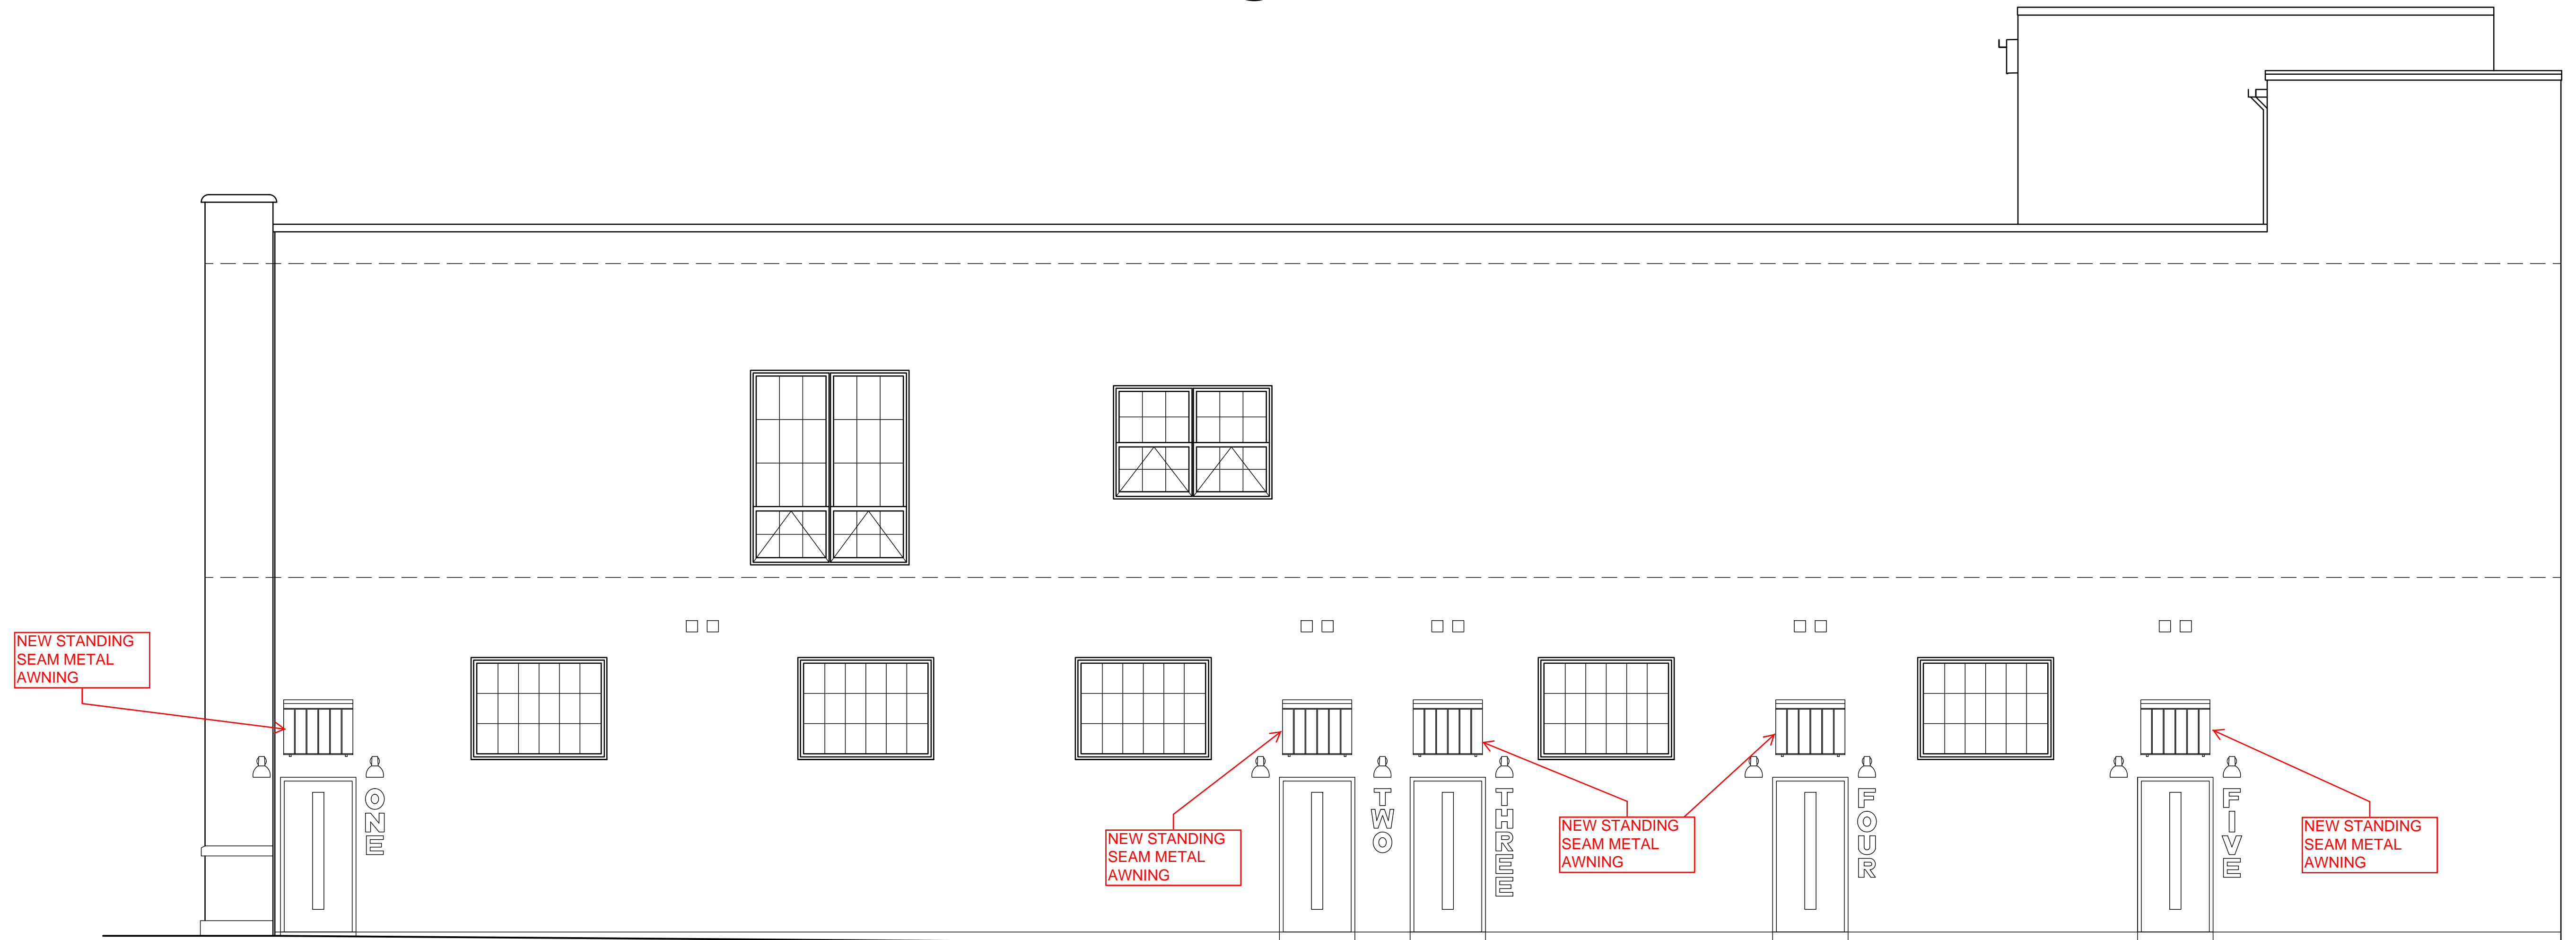 NEW STANDING
SEAM METAL
AWNING
ONE
NEW STANDING
SEAM METAL
AWNING
TWO
THREE
NEW STANDING
SEAM METAL
AWNING
FOUR
FIVE
NEW STANDING
SEAM METAL
AWNING